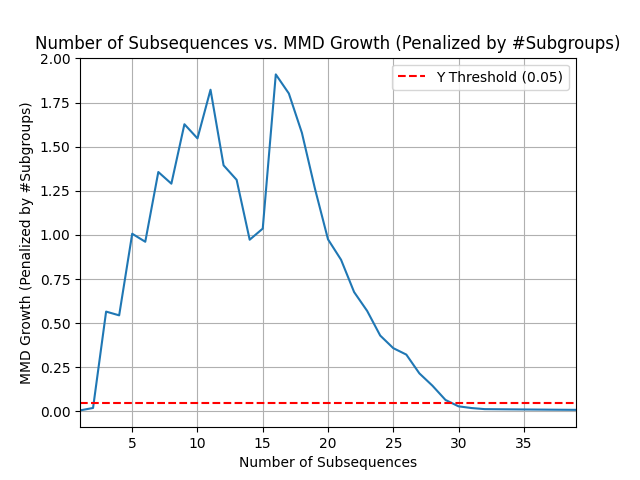 Number of Subsequences vs. MMD Growth (Penalized by #Subgroups)
Y Threshold (0.05)
MMD Growth (Penalized by #Subgroups)
2.00
1.75
1.50
1.25
1.00
0.75
0.50
0.25
0.00
5 10 15 20 25 30 35
Number of Subsequences